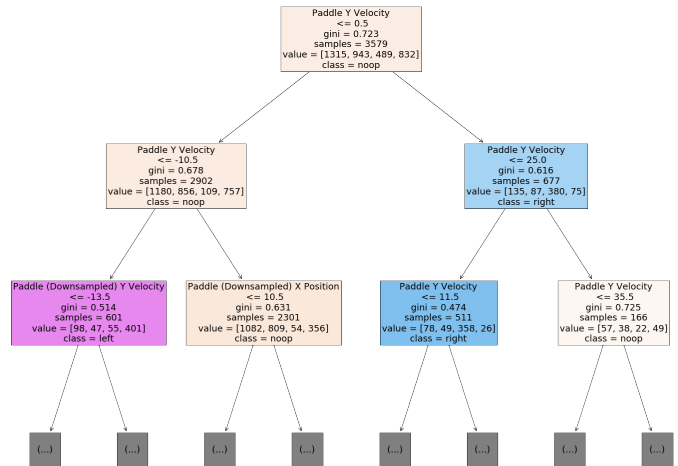 Paddle Y Velocity
<= 0.5
gini = 0.723
samples = 3579
value = [1315, 943, 489, 832]
class = noop
Paddle Y Velocity
<= -10.5
gini = 0.678
samples = 2902
value = [1180, 856, 109, 757]
class = noop
Paddle Y Velocity
<= 25.0
gini = 0.616
samples = 677
value = [135, 87, 380, 75]
class = right
Paddle (Downsampled) Y Velocity
<= -13.5
gini = 0.514
samples = 601
value = [98, 47, 55, 401]
class = left
Paddle (Downsampled) X Position
<= 10.5
gini = 0.631
samples = 2301
value = [1082, 809, 54, 356]
class = noop
Paddle Y Velocity
<= 11.5
gini = 0.474
samples = 511
value = [78, 49, 358, 26]
class = right
Paddle Y Velocity
<= 35.5
gini = 0.725
samples = 166
value = [57, 38, 22, 49]
class = noop
(...)
(...)
(...)
(...)
(...)
(...)
(...)
(...)